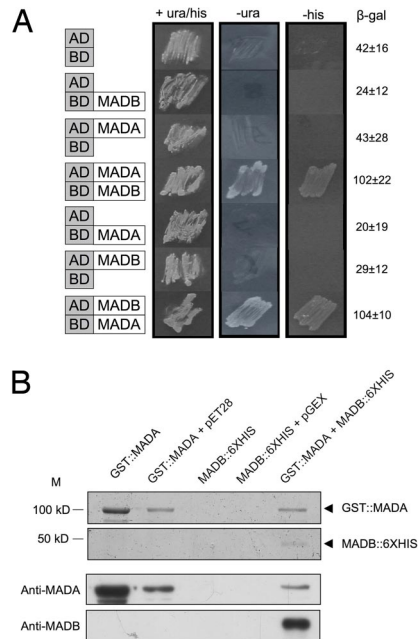 A
+ ura/his -ura -his β-gal
AD
BD
42±16
AD
BD MADB
24±12
AD MADA
BD
43±28
AD MADA
BD MADB
102±22
AD
BD MADA
20±19
AD MADB
BD
29±12
AD MADB
BD MADA
104±10
B
M GST::MADA GST::MADA + pET28 MADB::6XHIS MADB::6XHIS + pGEX GST::MADA + MADB::6XHIS
100 kD GST::MADA
50 kD MADB::6XHIS
Anti-MADA
Anti-MADB